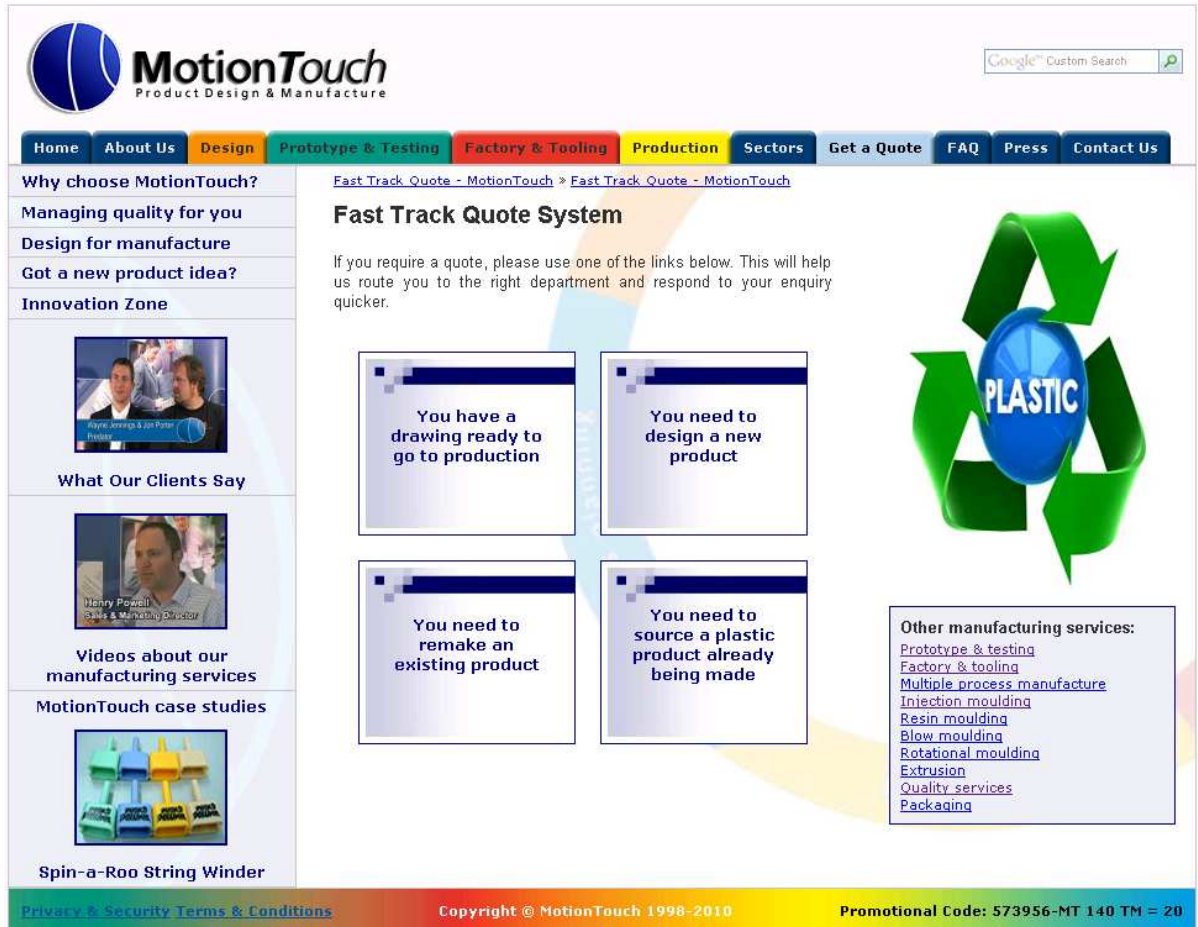 MotionTouch
Product Design & Manufacture
Google™ Custom Search
Home About Us Design Prototype & Testing Factory & Tooling Production Sectors Get a Quote FAQ Press Contact Us
Why choose MotionTouch?
Managing quality for you
Design for manufacture
Got a new product idea?
Innovation Zone
Wayne Jennings & Jon Porter
Predator
What Our Clients Say
Henry Powell
Sales & Marketing Director
Videos about our
manufacturing services
MotionTouch case studies
Spin-a-Roo String Winder
Fast Track Quote - MotionTouch » Fast Track Quote - MotionTouch
Fast Track Quote System
If you require a quote, please use one of the links below. This will help
us route you to the right department and respond to your enquiry
quicker.
You have a
drawing ready to
go to production
You need to
design a new
product
You need to
remake an
existing product
You need to
source a plastic
product already
being made
PLASTIC
Other manufacturing services:
Prototype & testing
Factory & tooling
Multiple process manufacture
Injection moulding
Resin moulding
Blow moulding
Rotational moulding
Extrusion
Quality services
Packaging
Privacy & Security Terms & Conditions
Copyright © MotionTouch 1998-2010
Promotional Code: 573956-MT 140 TM = 20